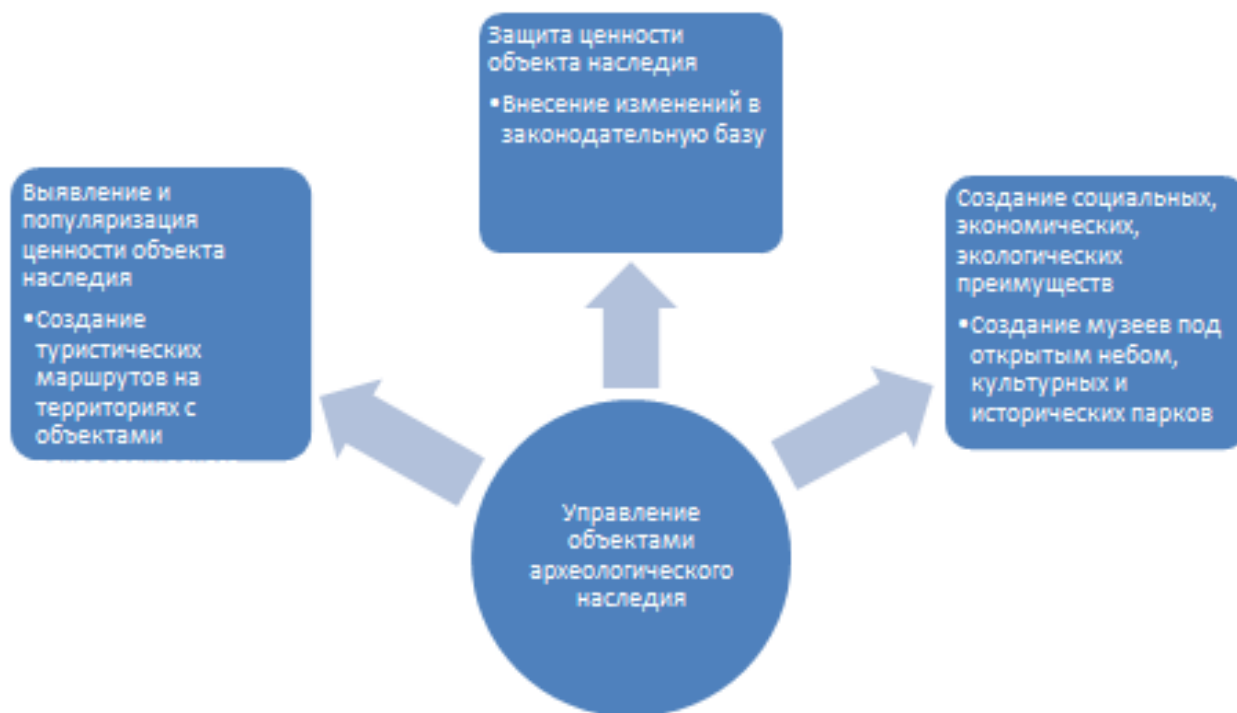 Защита ценности
объекта наследия
•Внесение изменений в
законодательную базу
Выявление и
популяризация
ценности объекта
наследия
•Создание
туристических
маршрутов на
территориях с
объектами
Создание социальных,
экономических,
экологических
преимуществ
•Создание музеев под
открытым небом,
культурных и
исторических парков
Управление
объектами
археологического
наследия